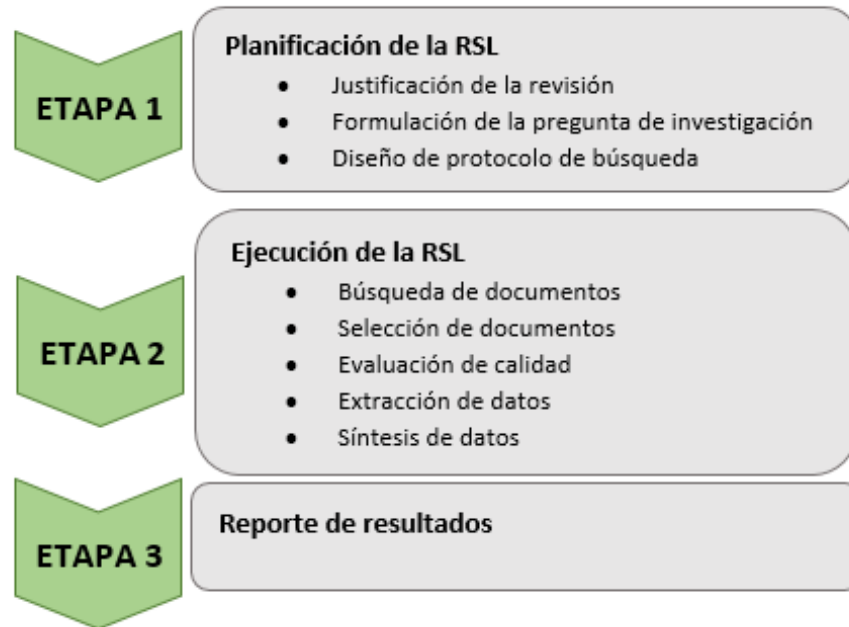 ETAPA 1
Planificación de la RSL
• Justificación de la revisión
• Formulación de la pregunta de investigación
• Diseño de protocolo de búsqueda
ETAPA 2
Ejecución de la RSL
• Búsqueda de documentos
• Selección de documentos
• Evaluación de calidad
• Extracción de datos
• Síntesis de datos
ETAPA 3
Reporte de resultados